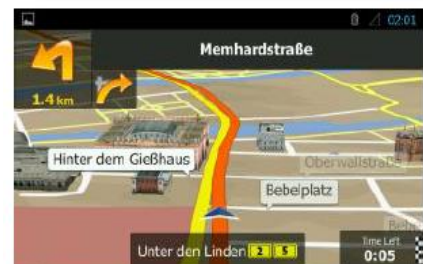 02:01
Memhardstraße
1.4 km
Hinter dem Gießhaus
Oberwallstraße
Bebelplatz
Unter den Linden 2 5
Time Left
0:05